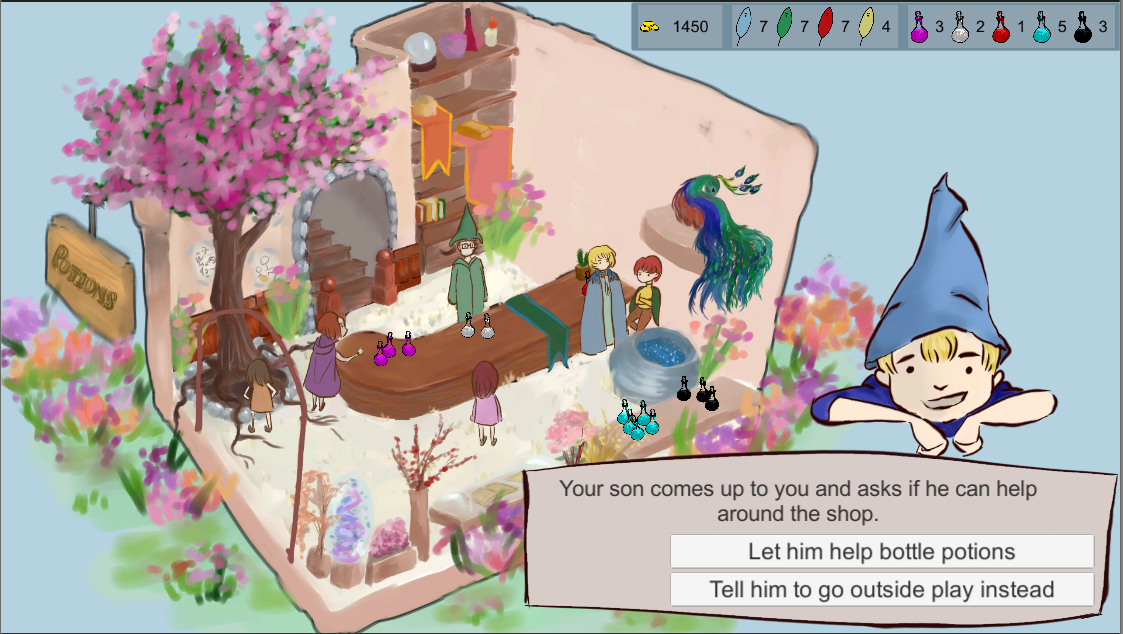 1450 7 7 7 4 3 2 1 5 3
POTIONS
Your son comes up to you and asks if he can help
around the shop.
Let him help bottle potions
Tell him to go outside play instead